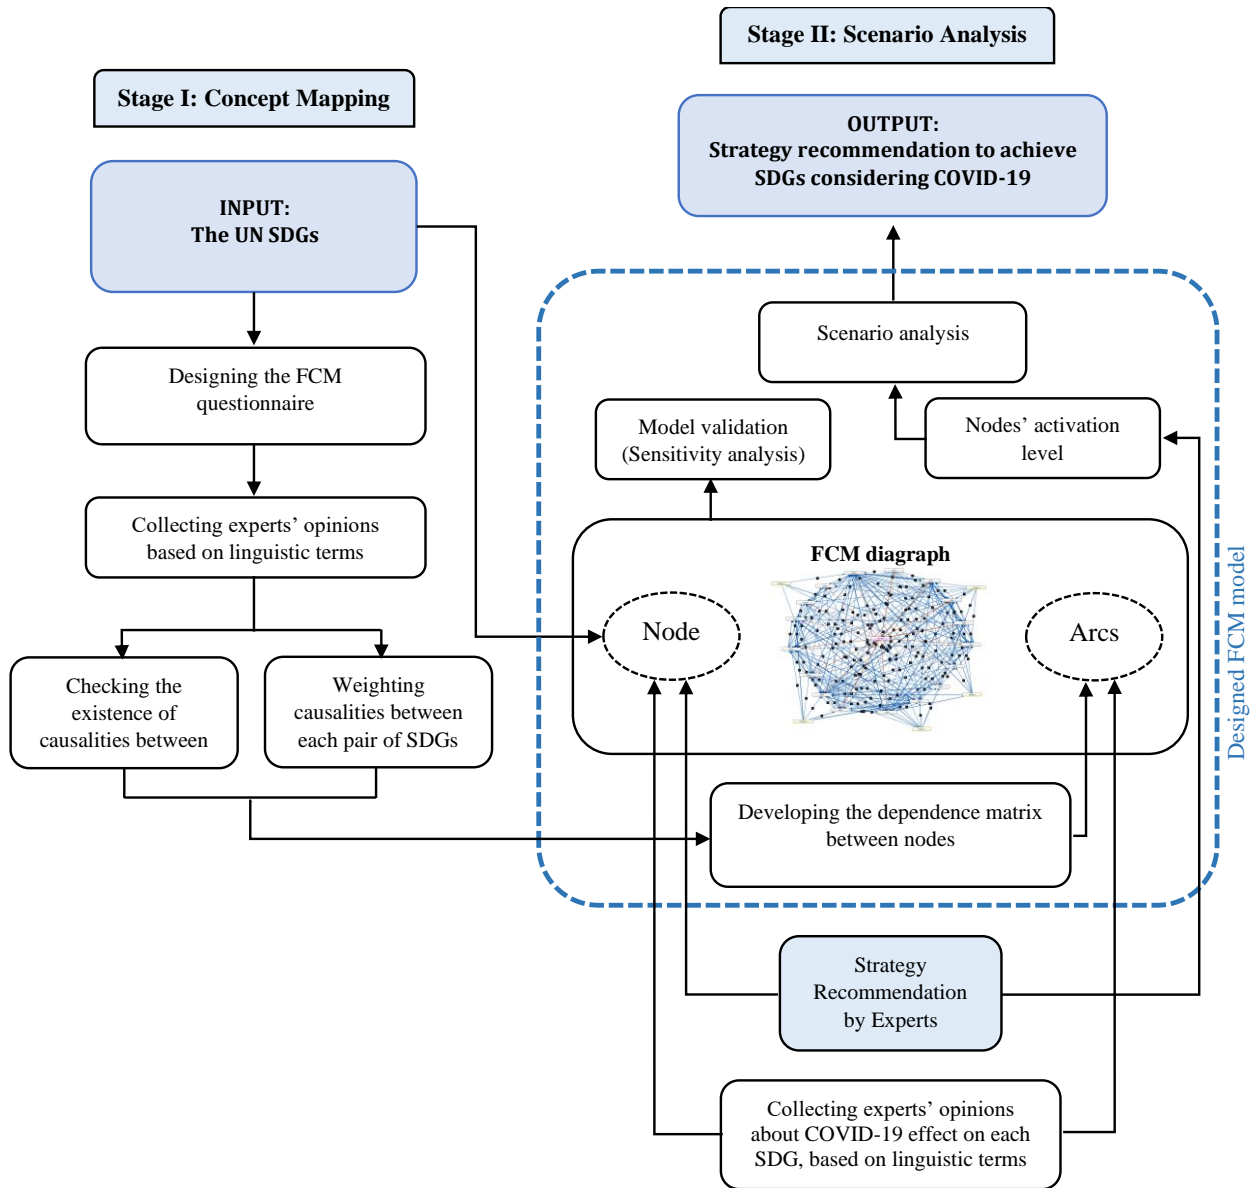 Stage II: Scenario Analysis
Stage I: Concept Mapping
OUTPUT:
Strategy recommendation to achieve
SDGs considering COVID-19
INPUT:
The UN SDGs
Scenario analysis
Designing the FCM
questionnaire
Model validation
(Sensitivity analysis)
Nodes’ activation
level
Collecting experts’ opinions
based on linguistic terms
FCM diagraph
Node
Arcs
Designed FCM model
Checking the
existence of
causalities between
Weighting
causalities between
each pair of SDGs
Developing the dependence matrix
between nodes
Strategy
Recommendation
by Experts
Collecting experts’ opinions
about COVID-19 effect on each
SDG, based on linguistic terms